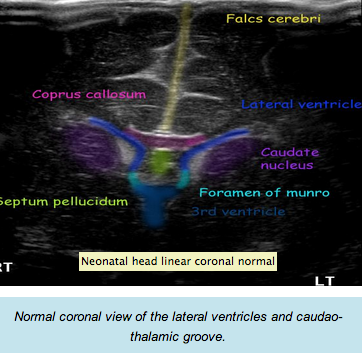 Falcs cerebri
Coprus callosum
Lateral ventricle
Caudate
nucleus
Septum pellucidum
Foramen of munro
3rd ventricle
Neonatal head linear coronal normal
RT
LT
Normal coronal view of the lateral ventricles and caudao-
thalamic groove.